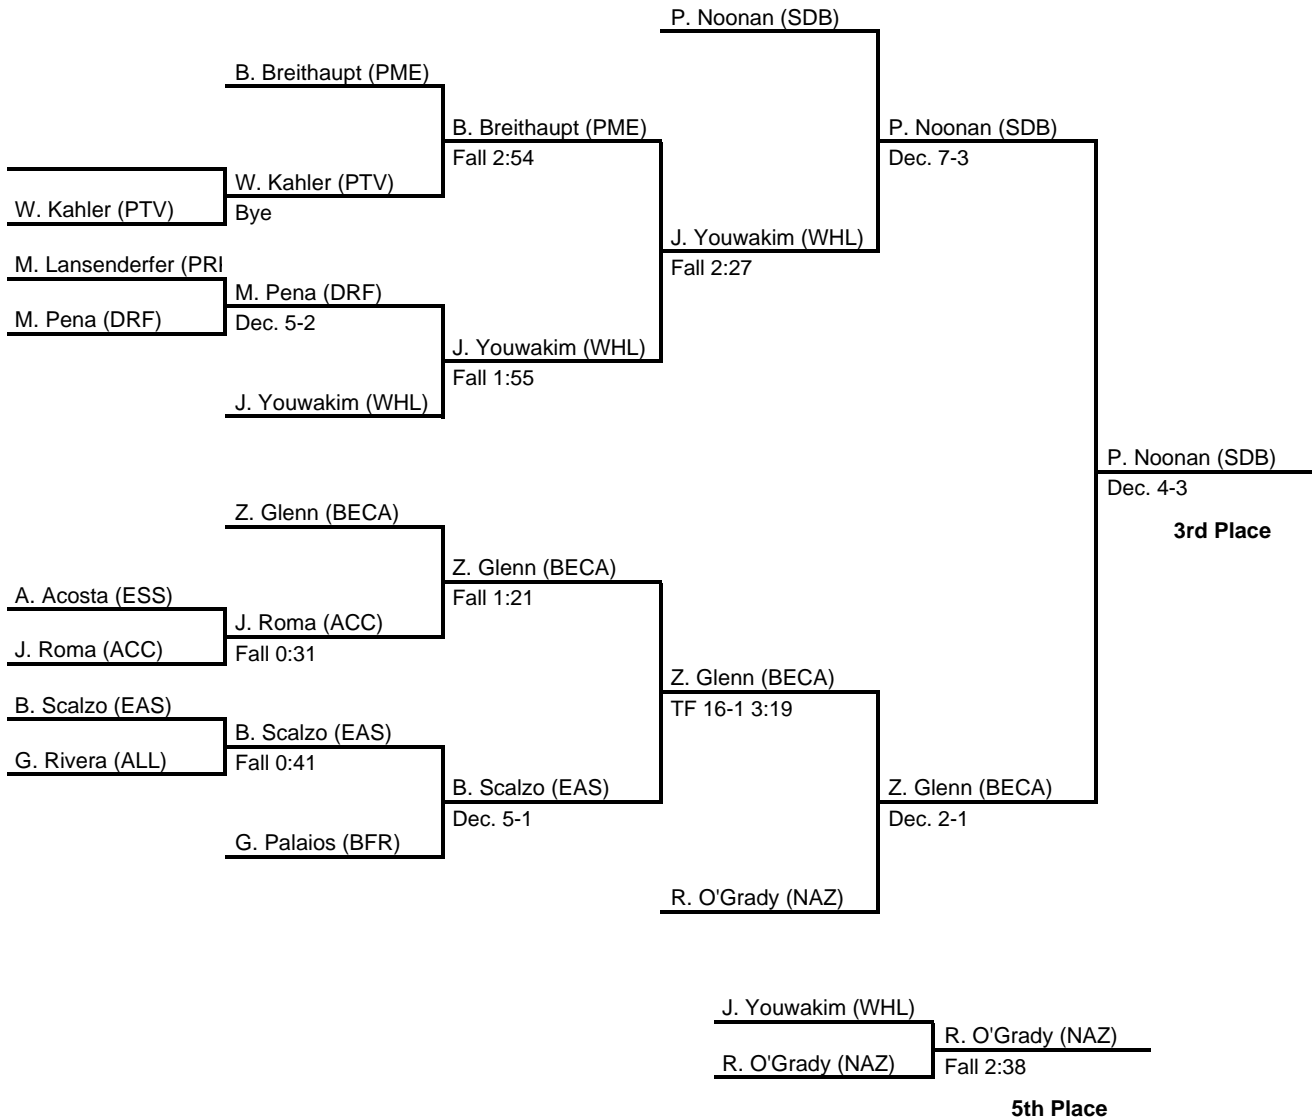 P. Noonan (SDB)
B. Breithaupt (PME)
B. Breithaupt (PME)
Fall 2:54
P. Noonan (SDB)
Dec. 7-3
W. Kahler (PTV)
Bye
W. Kahler (PTV)
J. Youwakim (WHL)
Fall 2:27
M. Lansenderfer (PRI
M. Pena (DRF)
Dec. 5-2
M. Pena (DRF)
J. Youwakim (WHL)
Fall 1:55
J. Youwakim (WHL)
P. Noonan (SDB)
Dec. 4-3
3rd Place
Z. Glenn (BECA)
Z. Glenn (BECA)
Fall 1:21
A. Acosta (ESS)
J. Roma (ACC)
Fall 0:31
J. Roma (ACC)
Z. Glenn (BECA)
TF 16-1 3:19
B. Scalzo (EAS)
B. Scalzo (EAS)
Fall 0:41
G. Rivera (ALL)
B. Scalzo (EAS)
Dec. 5-1
Z. Glenn (BECA)
Dec. 2-1
G. Palaios (BFR)
R. O'Grady (NAZ)
J. Youwakim (WHL)
R. O'Grady (NAZ)
Fall 2:38
R. O'Grady (NAZ)
5th Place